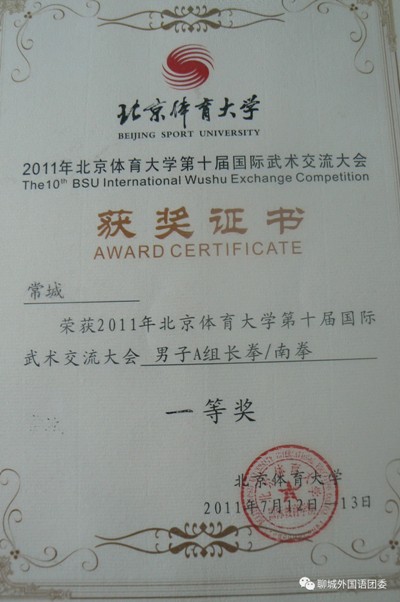 北京体育大学
BEIJING SPORT UNIVERSITY
2011年北京体育大学第十届国际武术交流大会
The 10th BSU International Wushu Exchange Competition
获奖证书
AWARD CERTIFICATE
常城
荣获2011年北京体育大学第十届国际
武术交流大会 男子A组长拳/南拳
一等奖
北京体育大学
2011年7月12日—13日
聊城外国语团委